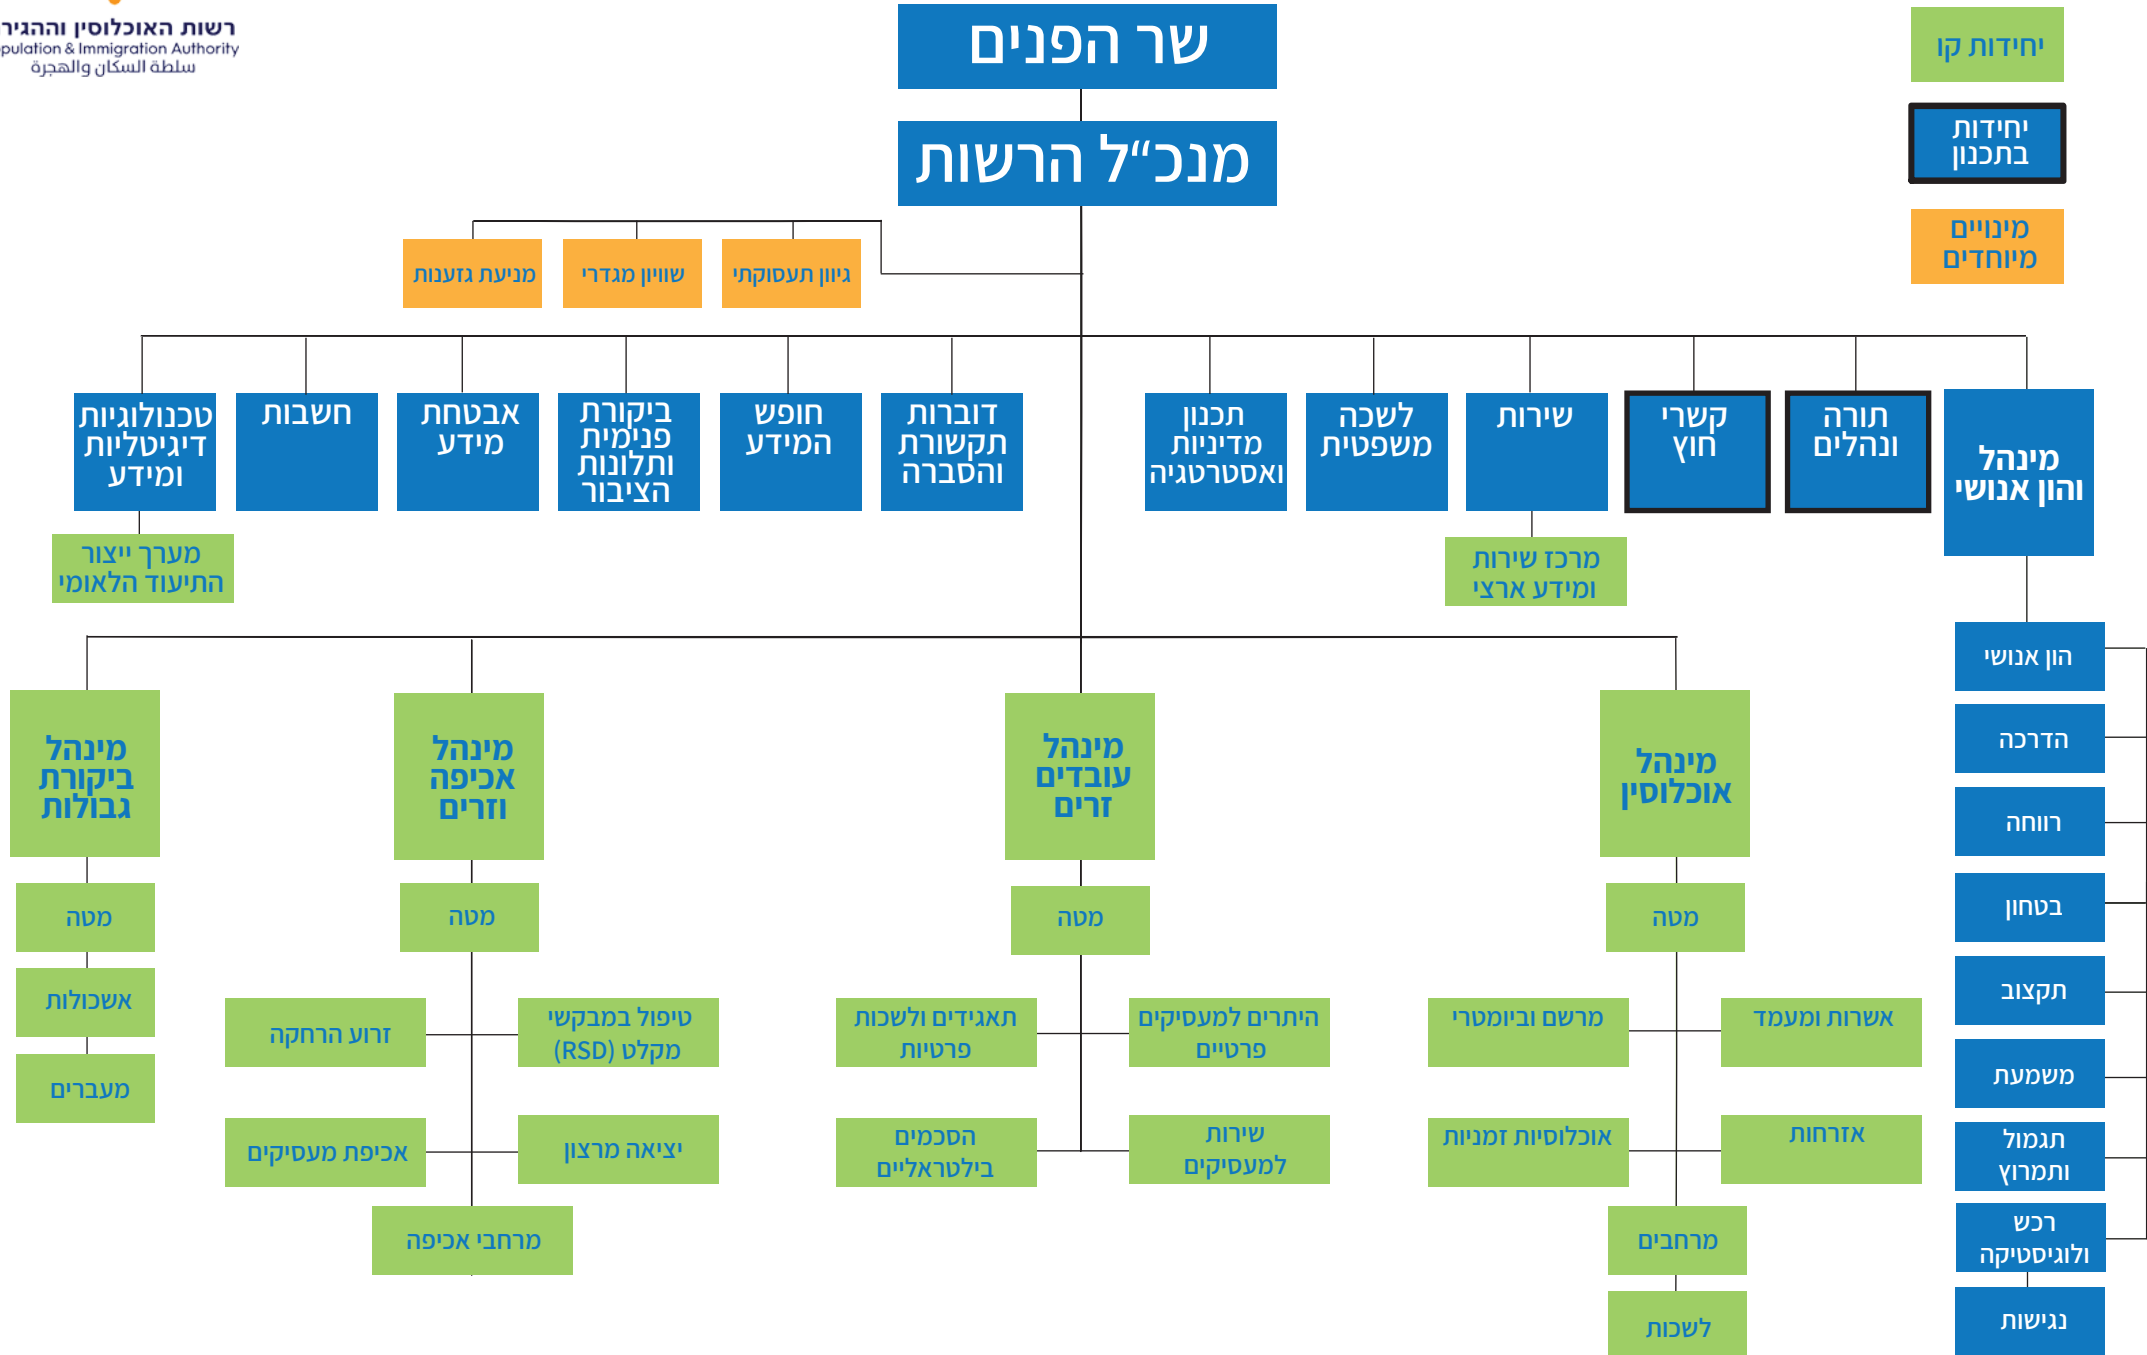 רשות האוכלוסין וההגירה
Population & Immigration Authority
سلطة السكان والهجرة
שר הפנים
מנכ״ל הרשות
יחידות קו
יחידות
בתכנון
מינויים
מיוחדים
גיוון תעסוקתי
שוויון מגדרי
מניעת גזענות
מינהל
והון אנושי
תורה
ונהלים
קשרי
חוץ
שירות
לשכה
משפטית
תכנון
מדיניות
ואסטרטגיה
דוברות
תקשורת
והסברה
חופש
המידע
ביקורת
פנימית
ותלונות
הציבור
אבטחת
מידע
חשבות
טכנולוגיות
דיגיטליות
ומידע
מרכז שירות
ומידע ארצי
מערך ייצור
התיעוד הלאומי
הון אנושי
הדרכה
רווחה
בטחון
תקצוב
משמעת
תגמול
ותמרוץ
רכש
ולוגיסטיקה
נגישות
מינהל
אוכלוסין
מטה
אשרות ומעמד
מרשם וביומטרי
אזרחות
אוכלוסיות זמניות
מרחבים
לשכות
מינהל
עובדים
זרים
מטה
היתרים למעסיקים
פרטיים
תאגידים ולשכות
פרטיות
שירות
למעסיקים
הסכמים
בילטראליים
מינהל
אכיפה
וזרים
מטה
טיפול במבקשי
מקלט (RSD)
זרוע הרחקה
יציאה מרצון
אכיפת מעסיקים
מרחבי אכיפה
מינהל
ביקורת
גבולות
מטה
אשכולות
מעברים